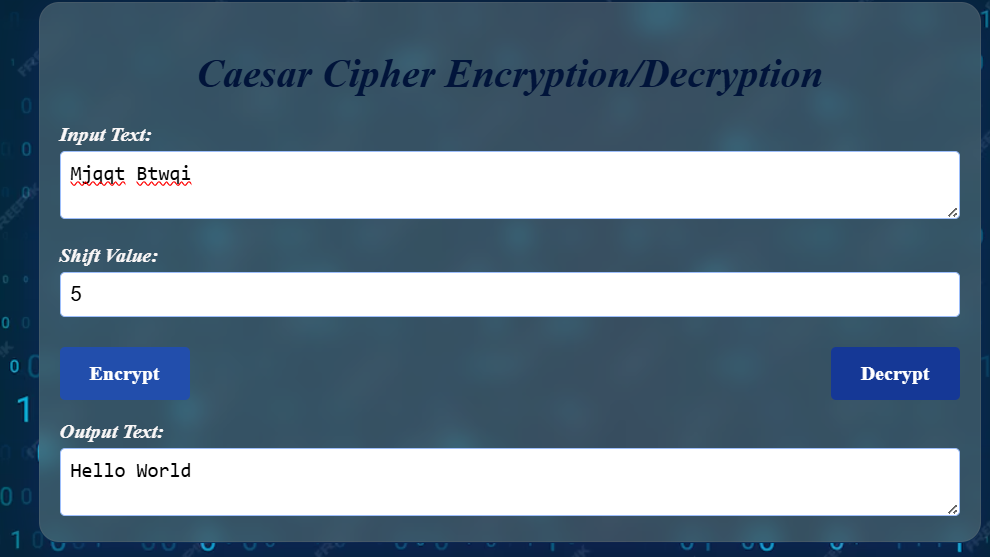 Caesar Cipher Encryption/Decryption
Input Text:
Mjqqt Btwqi
Shift Value:
5
Encrypt Decrypt
Output Text:
Hello World